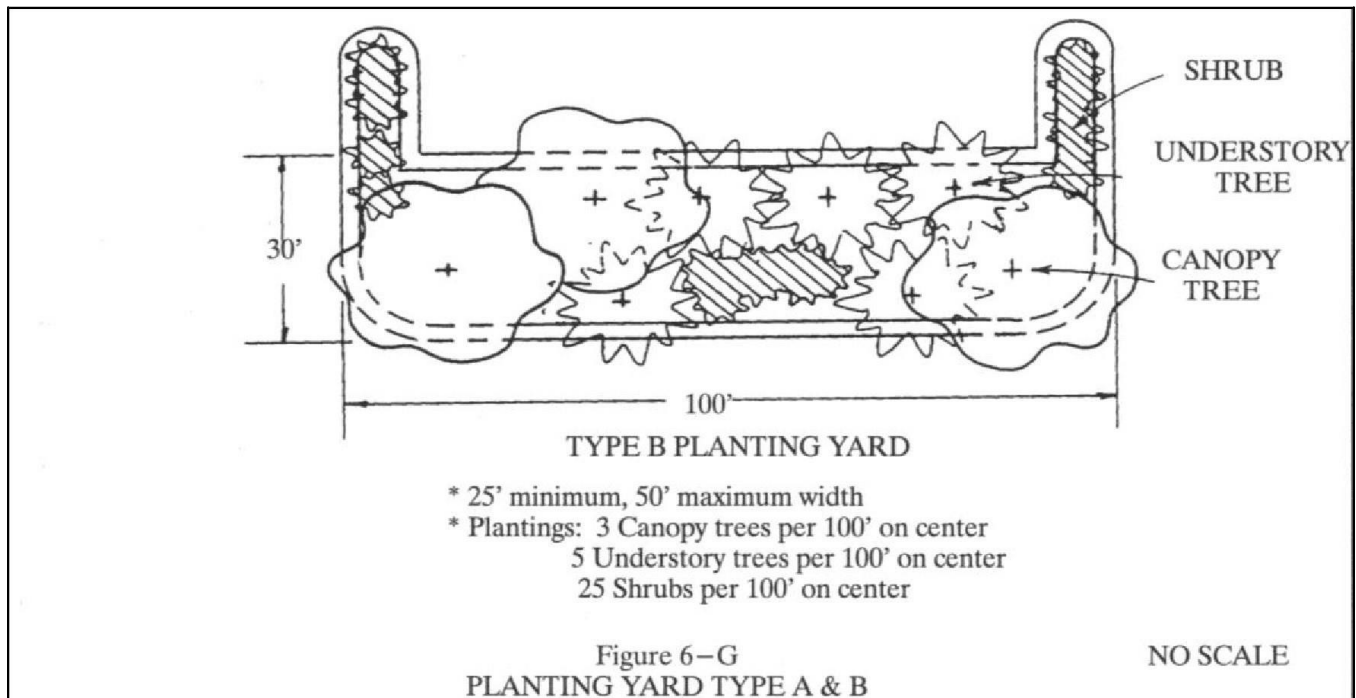 SHRUB
UNDERSTORY
TREE
30’
CANOPY
TREE
100’
TYPE B PLANTING YARD
* 25’ minimum, 50’ maximum width
* Plantings: 3 Canopy trees per 100’ on center
5 Understory trees per 100’ on center
25 Shrubs per 100’ on center
Figure 6–G
NO SCALE
PLANTING YARD TYPE A & B